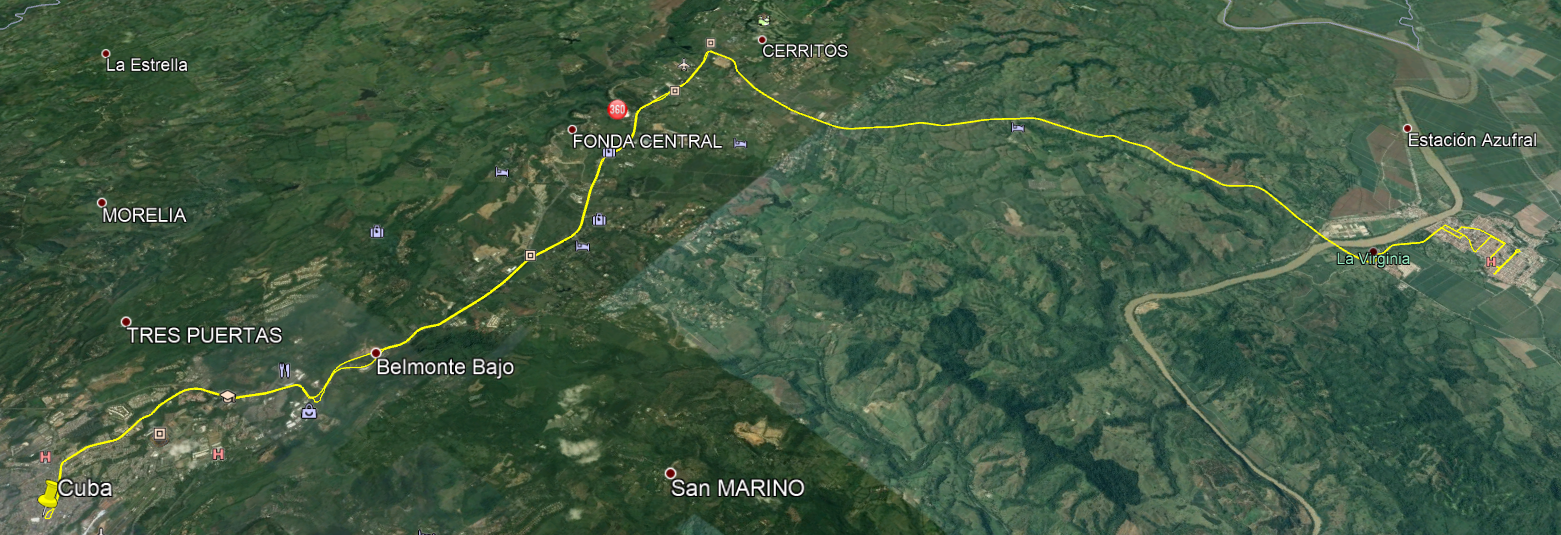 CERRITOS
La Estrella
360
FONDA CENTRAL
Estación Azufral
MORELIA
La Virginia
H
TRES PUERTAS
Belmonte Bajo
H
H
Cuba
San MARINO